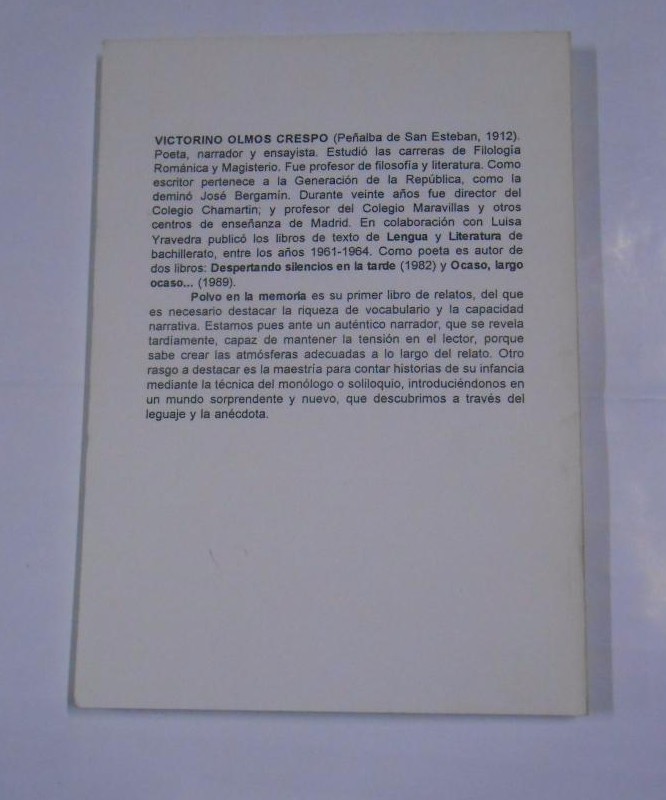 VICTORINO OLMOS CRESPO (Peñalba de San Esteban, 1912).
Poeta, narrador y ensayista. Estudió las carreras de Filología
Románica y Magisterio. Fue profesor de filosofía y literatura. Como
escritor pertenece a la Generación de la República, como la
deminó José Bergamín. Durante veinte años fue director del
Colegio Chamartin; y profesor del Colegio Maravillas y otros
centros de enseñanza de Madrid. En colaboración con Luisa
Yravedra publicó los libros de texto de Lengua y Literatura de
bachillerato, entre los años 1961-1964. Como poeta es autor de
dos libros: Despertando silencios en la tarde (1982) y Ocaso, largo
ocaso... (1989).
Polvo en la memoria es su primer libro de relatos, del que
es necesario destacar la riqueza de vocabulario y la capacidad
narrativa. Estamos pues ante un auténtico narrador, que se revela
tardiamente, capaz de mantener la tensión en el lector, porque
sabe crear las atmósferas adecuadas a lo largo del relato. Otro
rasgo a destacar es la maestría para contar historias de su infancia
mediante la técnica del monólogo o soliloquio, introduciéndonos en
un mundo sorprendente y nuevo, que descubrimos a través del
leguaje y la anécdota.